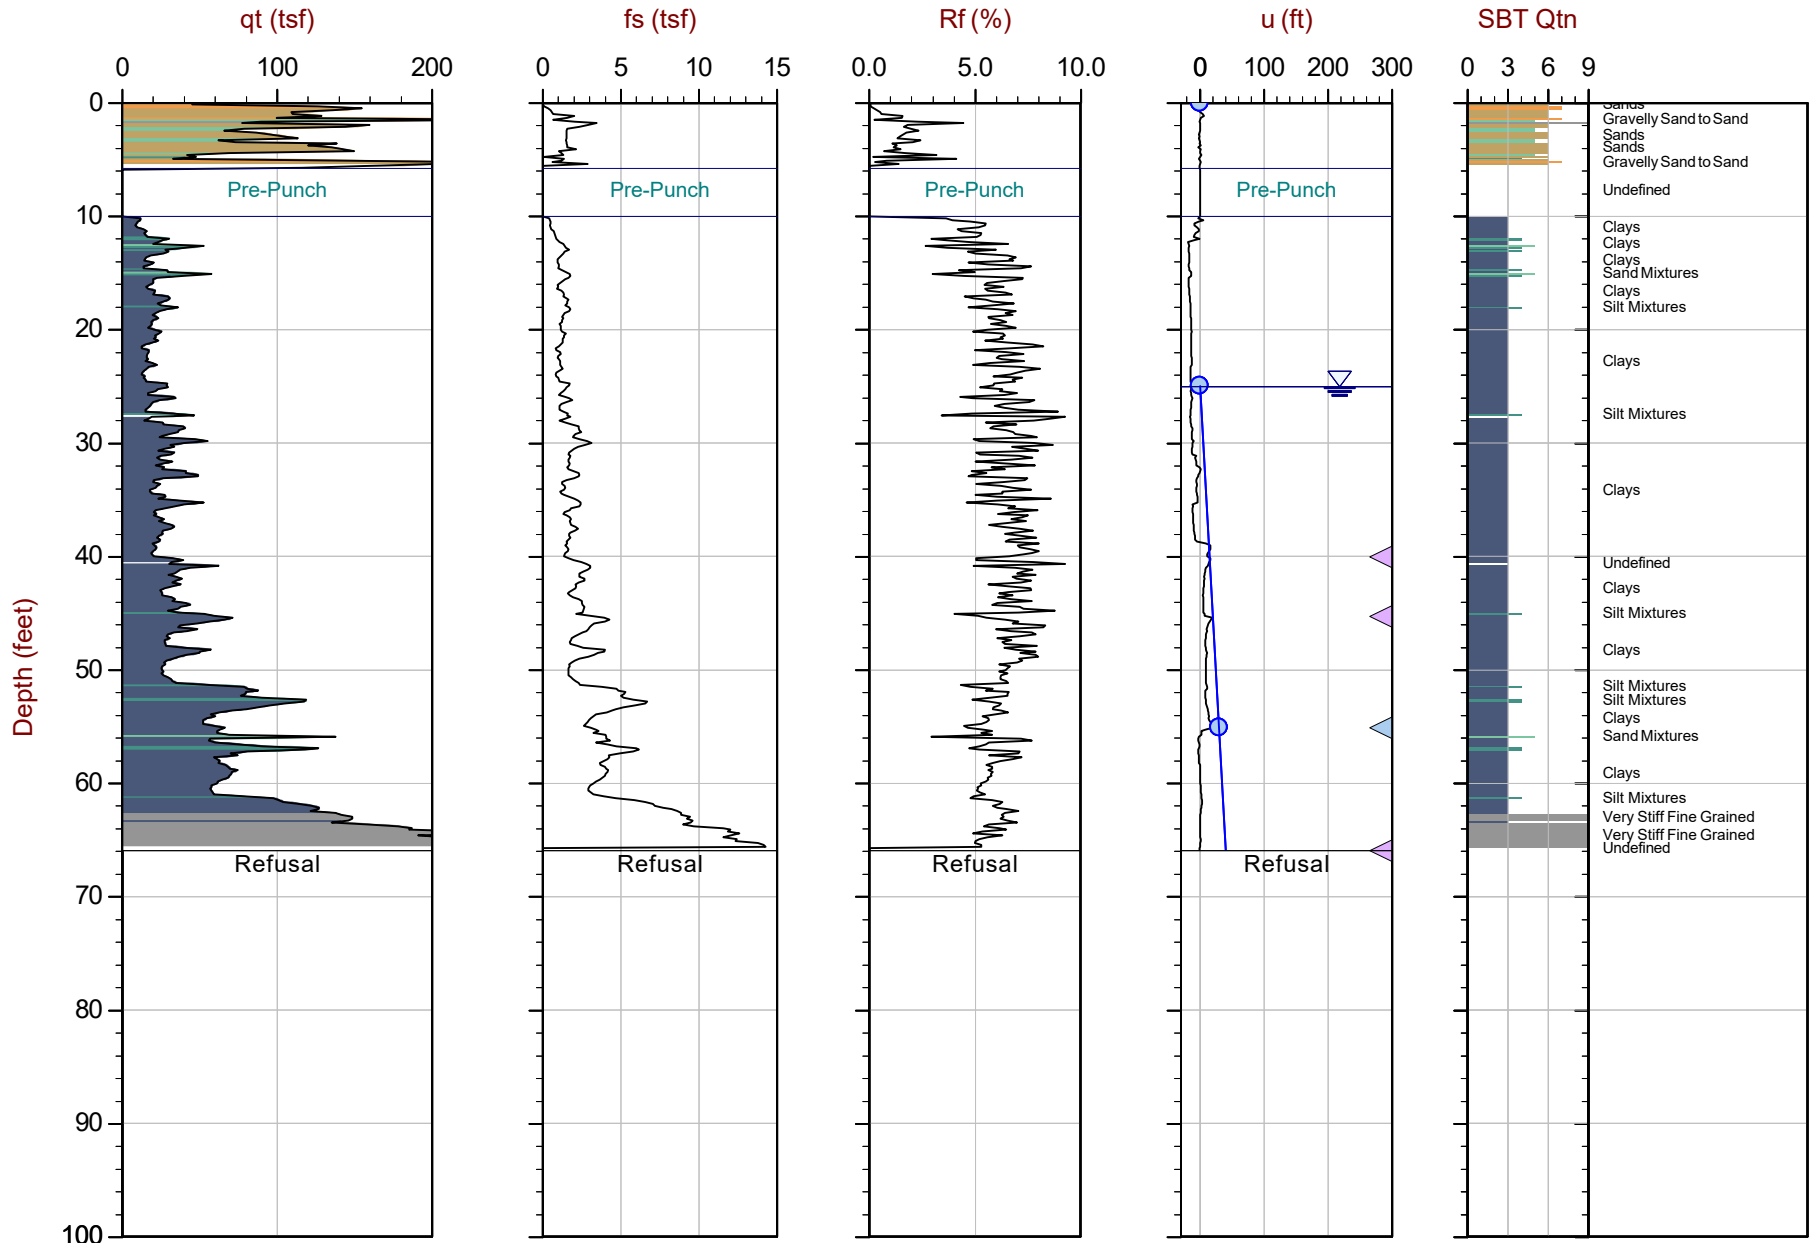 qt (tsf)
fs (tsf)
Rf (%)
u (ft)
SBT Qtn
0 100 200
0 5 10 15
0.0 5.0 10.0
0 100 200 300
0 3 6 9
Depth (feet)
0
10
20
30
40
50
60
70
80
90
100
Pre-Punch
Pre-Punch
Pre-Punch
Pre-Punch
Refusal
Refusal
Refusal
Refusal
Sands
Gravelly Sand to Sand
Sands
Sands
Gravelly Sand to Sand
Undefined
Clays
Clays
Clays
Sand Mixtures
Clays
Silt Mixtures
Clays
Silt Mixtures
Clays
Undefined
Clays
Silt Mixtures
Clays
Silt Mixtures
Silt Mixtures
Clays
Sand Mixtures
Clays
Silt Mixtures
Very Stiff Fine Grained
Very Stiff Fine Grained
Undefined